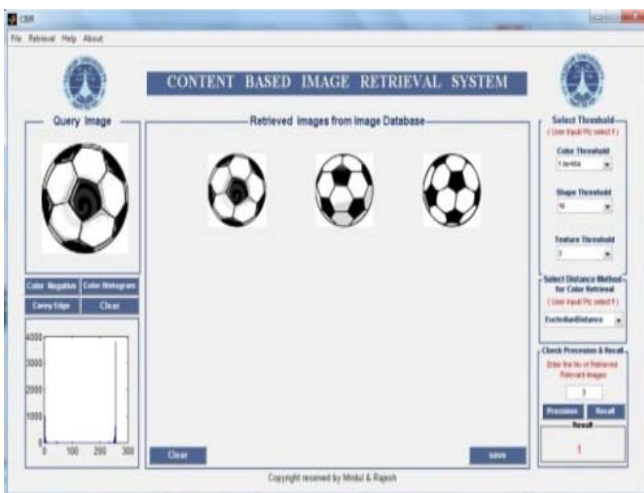 CBIR
File Retrieval Help About
CONTENT BASED IMAGE RETRIEVAL SYSTEM
Query Image
Retrieved Images from Image Database
Select Threshold
( User Input/ Plz select !! )
Color Threshold
Shape Threshold
Texture Threshold
Color Negative Color Histogram
Canny Edge Clear
Select Distance Method
for Color Retrieval
( User Input/ Plz select !! )
EucledianDistance
4000
3000
2000
1000
0
0 100 200 300
Check Precesion & Recall
Enter the No of Retrieved
Relevant Images
3
Precision Recall
Result
1
Clear
save
Copyright reserved by Mridul & Rajesh